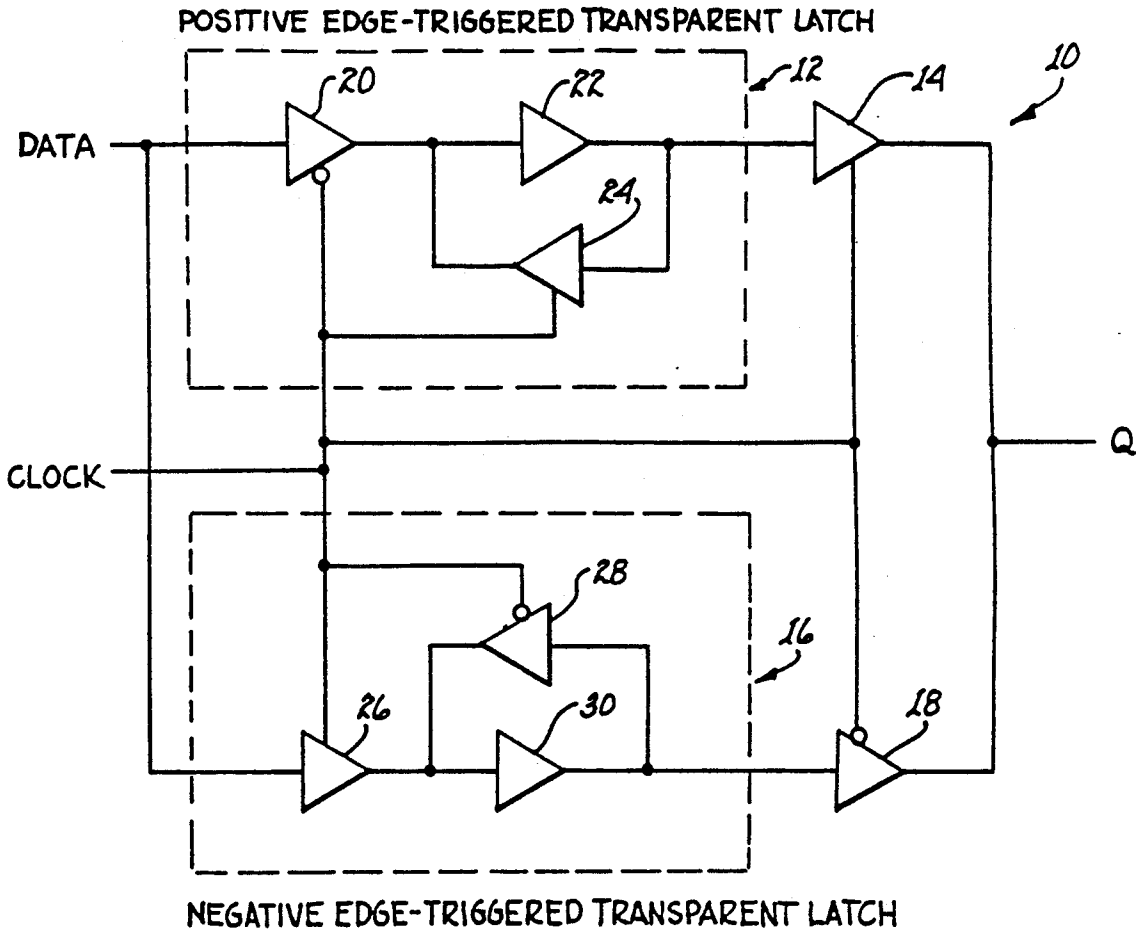 POSITIVE EDGE-TRIGGERED TRANSPARENT LATCH
10
12
14
20
22
DATA
24
Q
CLOCK
28
16
26
30
18
NEGATIVE EDGE-TRIGGERED TRANSPARENT LATCH